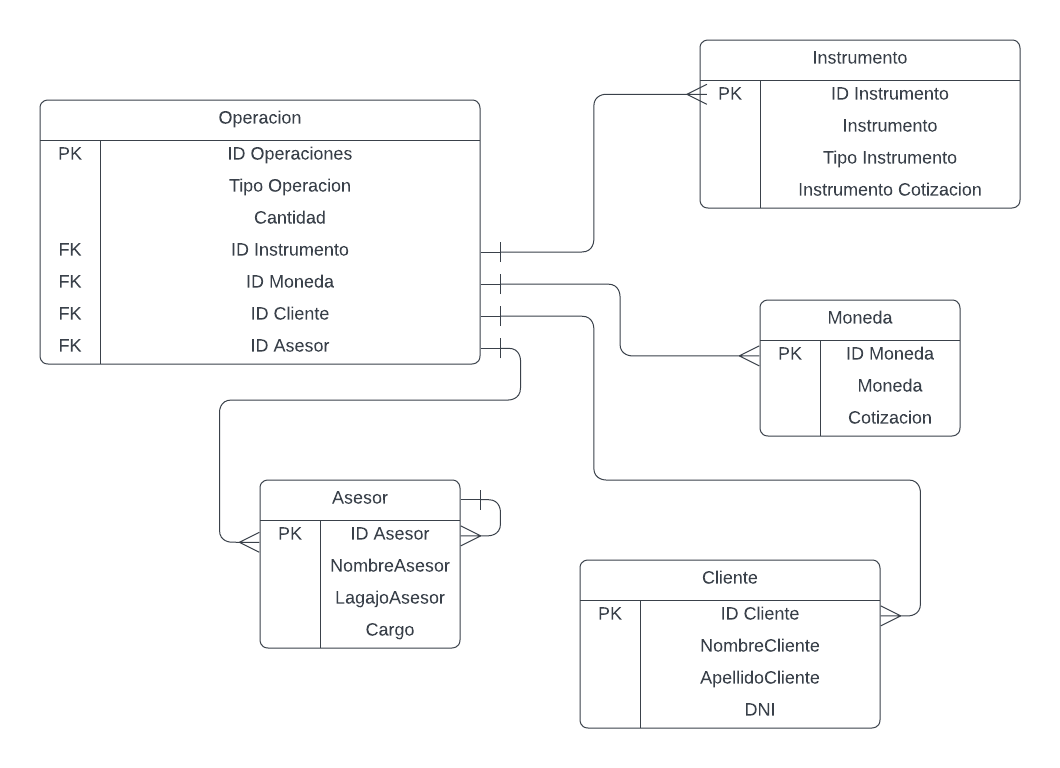 Operacion
PK ID Operaciones
Tipo Operacion
Cantidad
FK ID Instrumento
FK ID Moneda
FK ID Cliente
FK ID Asesor
Instrumento
PK ID Instrumento
Instrumento
Tipo Instrumento
Instrumento Cotizacion
Moneda
PK ID Moneda
Moneda
Cotizacion
Asesor
PK ID Asesor
NombreAsesor
LagajoAsesor
Cargo
Cliente
PK ID Cliente
NombreCliente
ApellidoCliente
DNI